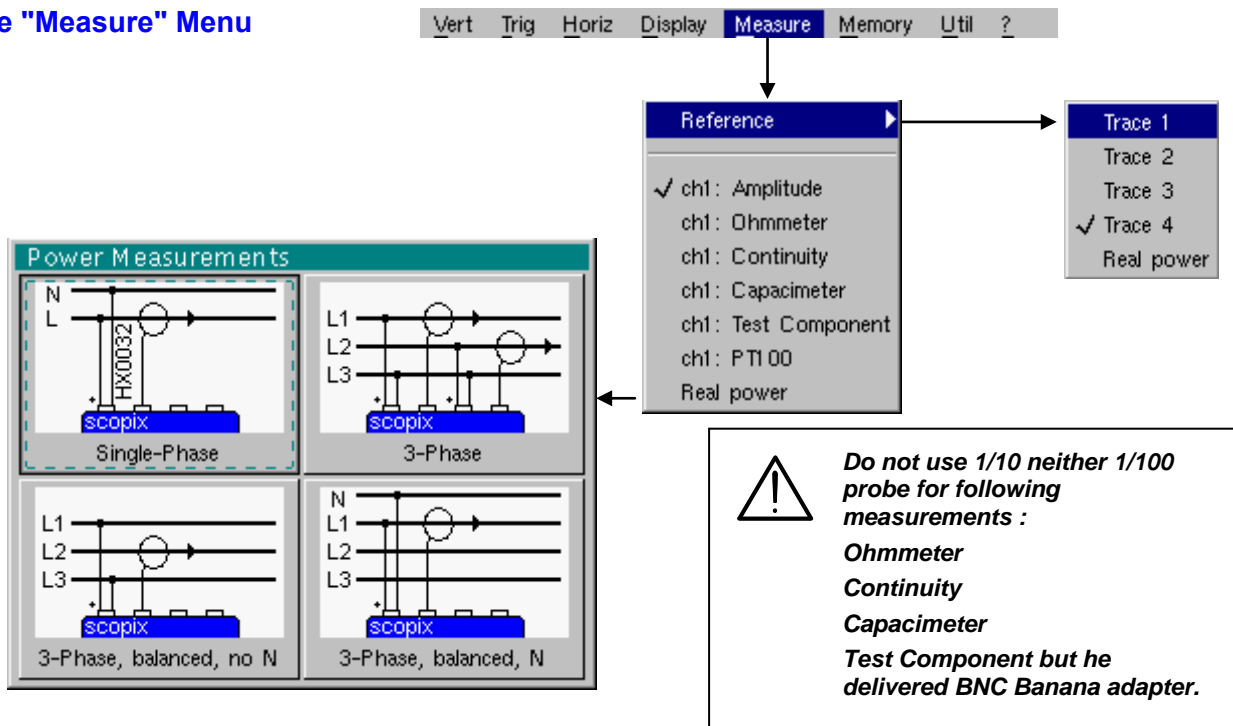 e "Measure" Menu
Vert Trig Horiz Display Measure Memory Util ?
Reference
ch1: Amplitude
ch1: Ohmmeter
ch1: Continuity
ch1: Capacimeter
ch1: Test Component
ch1: PT100
Real power
Trace 1
Trace 2
Trace 3
Trace 4
Real power
Power Measurements
N
L
HX0032
+
scopix
Single-Phase
L1
L2
L3
+
+
scopix
3-Phase
L1
L2
L3
+
scopix
3-Phase, balanced, no N
N
L1
L2
L3
+
scopix
3-Phase, balanced, N
Do not use 1/10 neither 1/100
probe for following
measurements :
Ohmmeter
Continuity
Capacimeter
Test Component but he
delivered BNC Banana adapter.